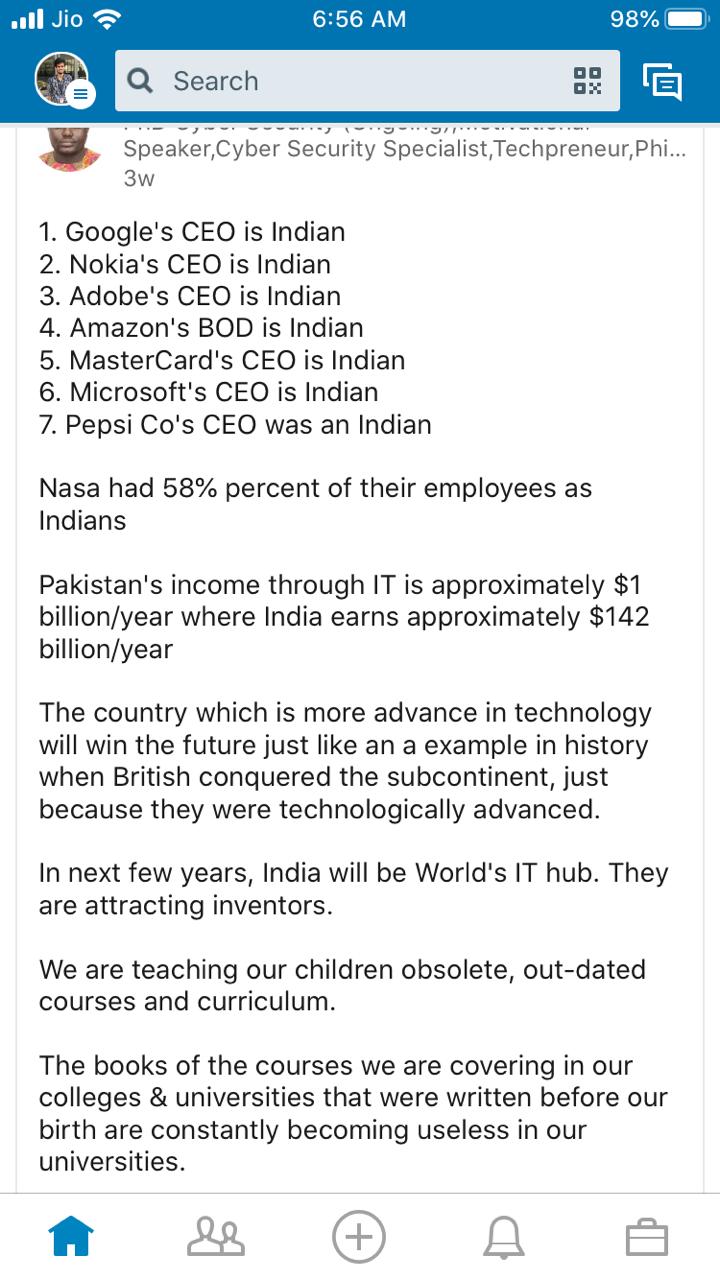 Jio
6:56 AM
98%
Search
PhD Cyber Security (Ongoing),Motivational
Speaker,Cyber Security Specialist,Techpreneur,Phi...
3w
1. Google's CEO is Indian
2. Nokia's CEO is Indian
3. Adobe's CEO is Indian
4. Amazon's BOD is Indian
5. MasterCard's CEO is Indian
6. Microsoft's CEO is Indian
7. Pepsi Co's CEO was an Indian
Nasa had 58% percent of their employees as
Indians
Pakistan's income through IT is approximately $1
billion/year where India earns approximately $142
billion/year
The country which is more advance in technology
will win the future just like an a example in history
when British conquered the subcontinent, just
because they were technologically advanced.
In next few years, India will be World's IT hub. They
are attracting inventors.
We are teaching our children obsolete, out-dated
courses and curriculum.
The books of the courses we are covering in our
colleges & universities that were written before our
birth are constantly becoming useless in our
universities.